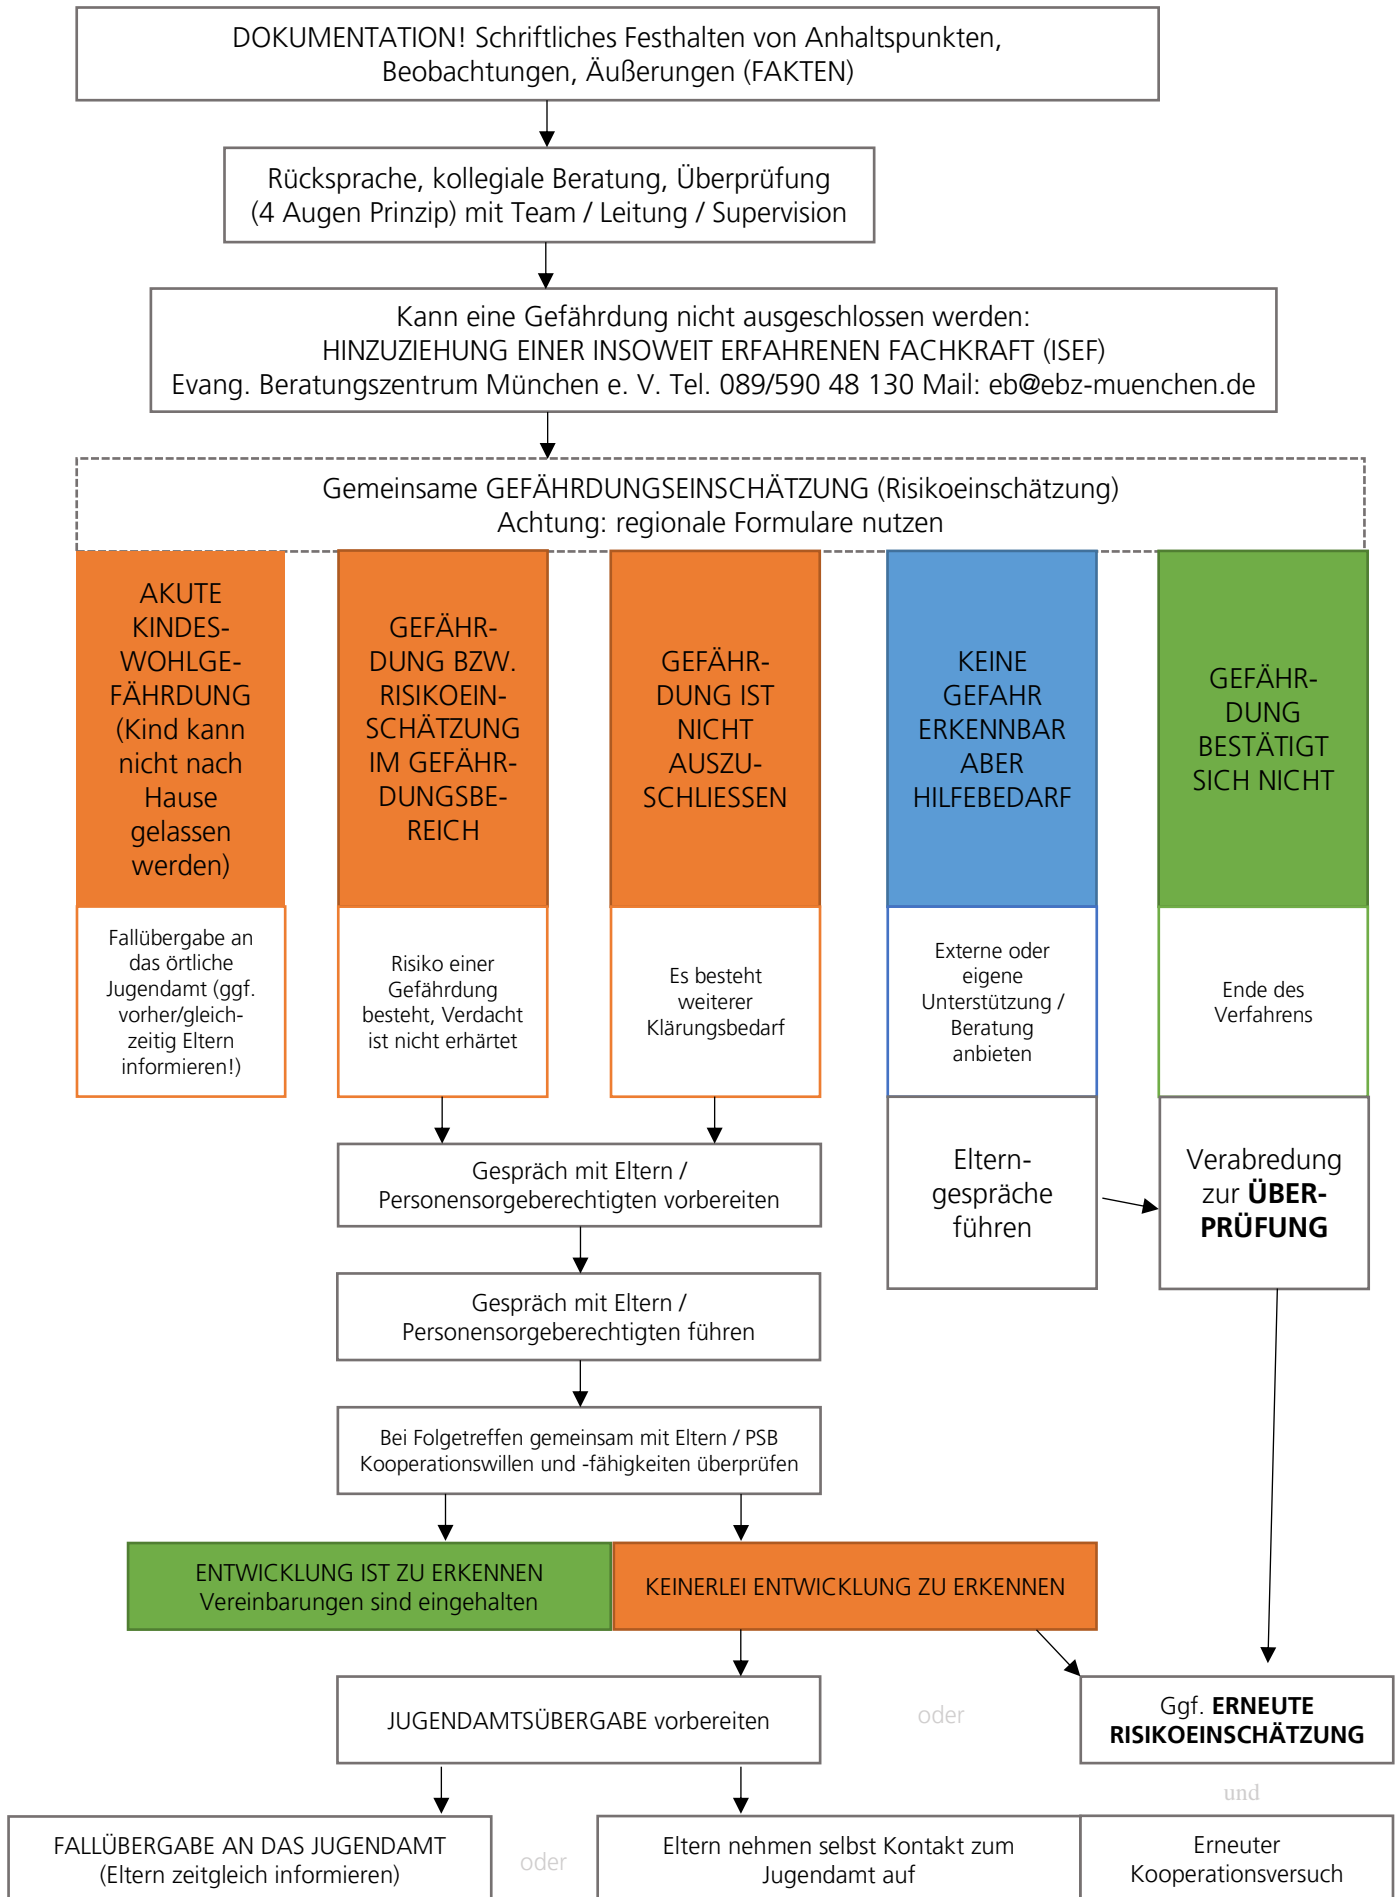 DOKUMENTATION! Schriftliches Festhalten von Anhaltspunkten,
Beobachtungen, Äußerungen (FAKTEN)
Rücksprache, kollegiale Beratung, Überprüfung
(4 Augen Prinzip) mit Team / Leitung / Supervision
Kann eine Gefährdung nicht ausgeschlossen werden:
HINZUZIEHUNG EINER INSOWEIT ERFAHRENEN FACHKRAFT (ISEF)
Evang. Beratungszentrum München e. V. Tel. 089/590 48 130 Mail: eb@ebz-muenchen.de
Gemeinsame GEFÄHRDUNGSEINSCHÄTZUNG (Risikoeinschätzung)
Achtung: regionale Formulare nutzen
AKUTE
KINDES-
WOHLGE-
FÄHRDUNG
(Kind kann
nicht nach
Hause
gelassen
werden)
GEFÄHR-
DUNG BZW.
RISIKOEIN-
SCHÄTZUNG
IM GEFÄHR-
DUNGSBE-
REICH
GEFÄHR-
DUNG IST
NICHT
AUSZU-
SCHLIESSEN
KEINE
GEFAHR
ERKENNBAR
ABER
HILFEBEDARF
GEFÄHR-
DUNG
BESTÄTIGT
SICH NICHT
Fallübergabe an
das örtliche
Jugendamt (ggf.
vorher/gleich-
zeitig Eltern
informieren!)
Risiko einer
Gefährdung
besteht, Verdacht
ist nicht erhärtet
Es besteht
weiterer
Klärungsbedarf
Externe oder
eigene
Unterstützung /
Beratung
anbieten
Ende des
Verfahrens
Gespräch mit Eltern /
Personensorgeberechtigten vorbereiten
Eltern-
gespräche
führen
Verabredung
zur ÜBER-
PRÜFUNG
Gespräch mit Eltern /
Personensorgeberechtigten führen
Bei Folgetreffen gemeinsam mit Eltern / PSB
Kooperationswillen und -fähigkeiten überprüfen
ENTWICKLUNG IST ZU ERKENNEN
Vereinbarungen sind eingehalten
KEINERLEI ENTWICKLUNG ZU ERKENNEN
JUGENDAMTSÜBERGABE vorbereiten
oder
Ggf. ERNEUTE
RISIKOEINSCHÄTZUNG
und
FALLÜBERGABE AN DAS JUGENDAMT
(Eltern zeitgleich informieren)
oder
Eltern nehmen selbst Kontakt zum
Jugendamt auf
Erneuter
Kooperationsversuch